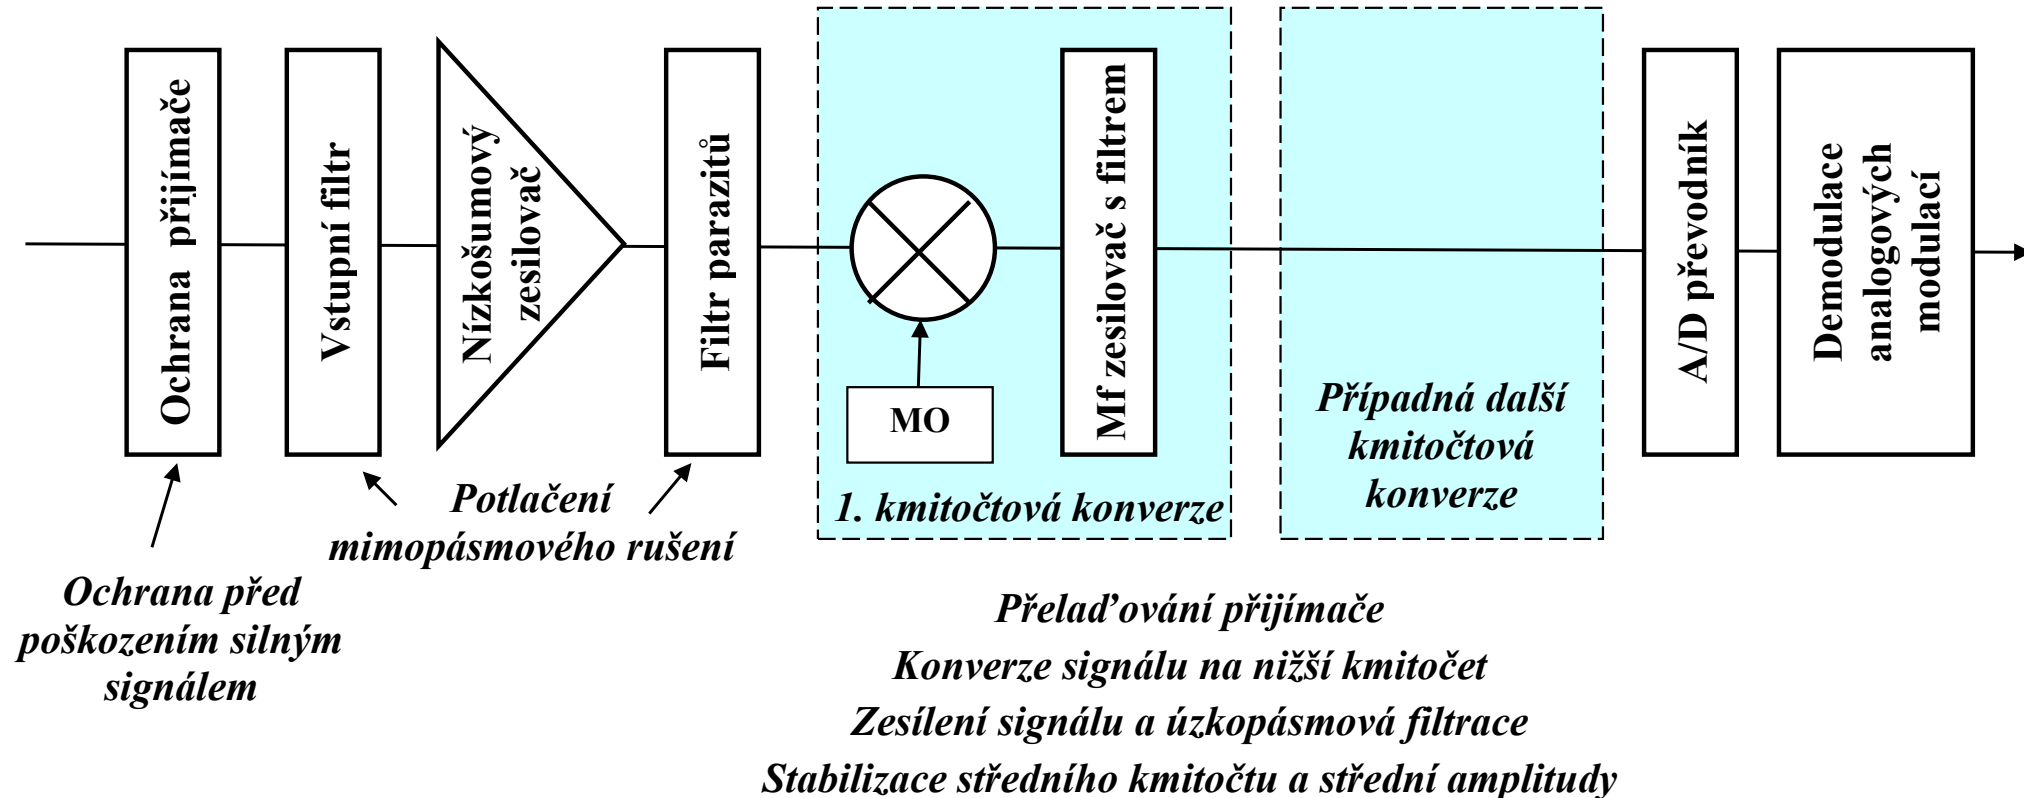 Ochrana přijímače
Vstupní filtr
Nízkošumový
zesilovač
Filtr parazitů
MO
Mf zesilovač s filtrem
1. kmitočtová konverze
Případná další
kmitočtová
konverze
A/D převodník
Demodulace
analogových
modulací
Potlačení
mimopásmového rušení
Ochrana před
poškozením silným
signálem
Přelaďování přijímače
Konverze signálu na nižší kmitočet
Zesílení signálu a úzkopásmová filtrace
Stabilizace středního kmitočtu a střední amplitudy